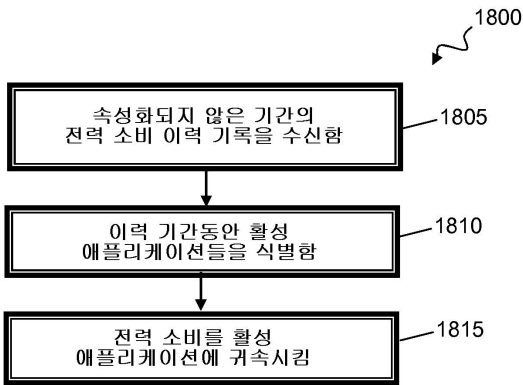 1800
속성화되지 않은 기간의
전력 소비 이력 기록을 수신함
1805
이력 기간동안 활성
애플리케이션들을 식별함
1810
전력 소비를 활성
애플리케이션에 귀속시킴
1815